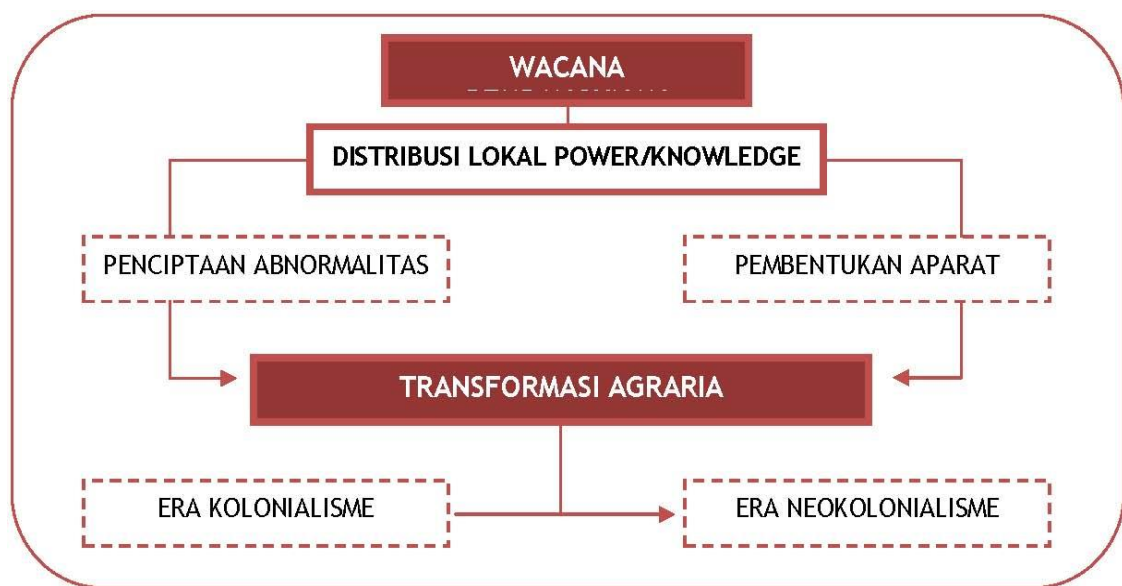 WACANA
DISTRIBUSI LOKAL POWER/KNOWLEDGE
PENCIPTAAN ABNORMALITAS
PEMBENTUKAN APARAT
TRANSFORMASI AGRARIA
ERA KOLONIALISME
ERA NEOKOLONIALISME